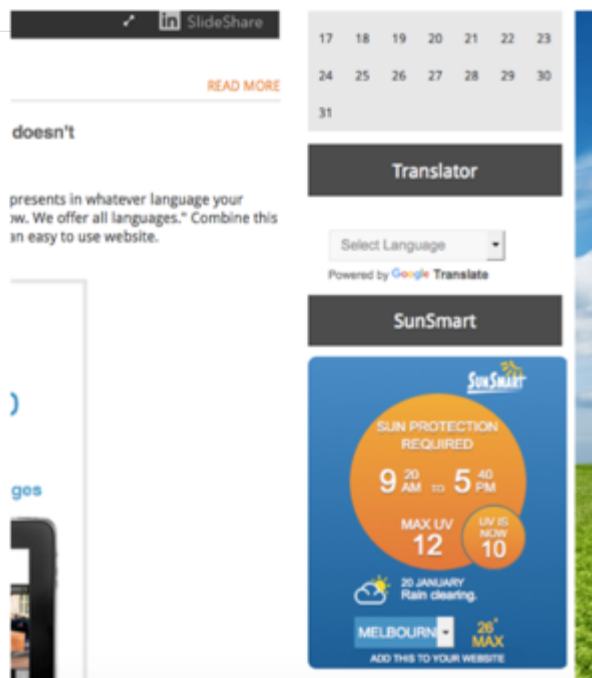 in SlideShare
READ MORE
doesn't
presents in whatever language your
ow. We offer all languages." Combine this
an easy to use website.
ges
17 18 19 20 21 22 23
24 25 26 27 28 29 30
31
Translator
Select Language
Powered by Google Translate
SunSmart
SUNSMART
SUN PROTECTION
REQUIRED
9 20 AM TO 5 40 PM
MAX UV
12
UV IS
NOW
10
20 JANUARY
Rain clearing.
MELBOURN
26°
MAX
ADD THIS TO YOUR WEBSITE